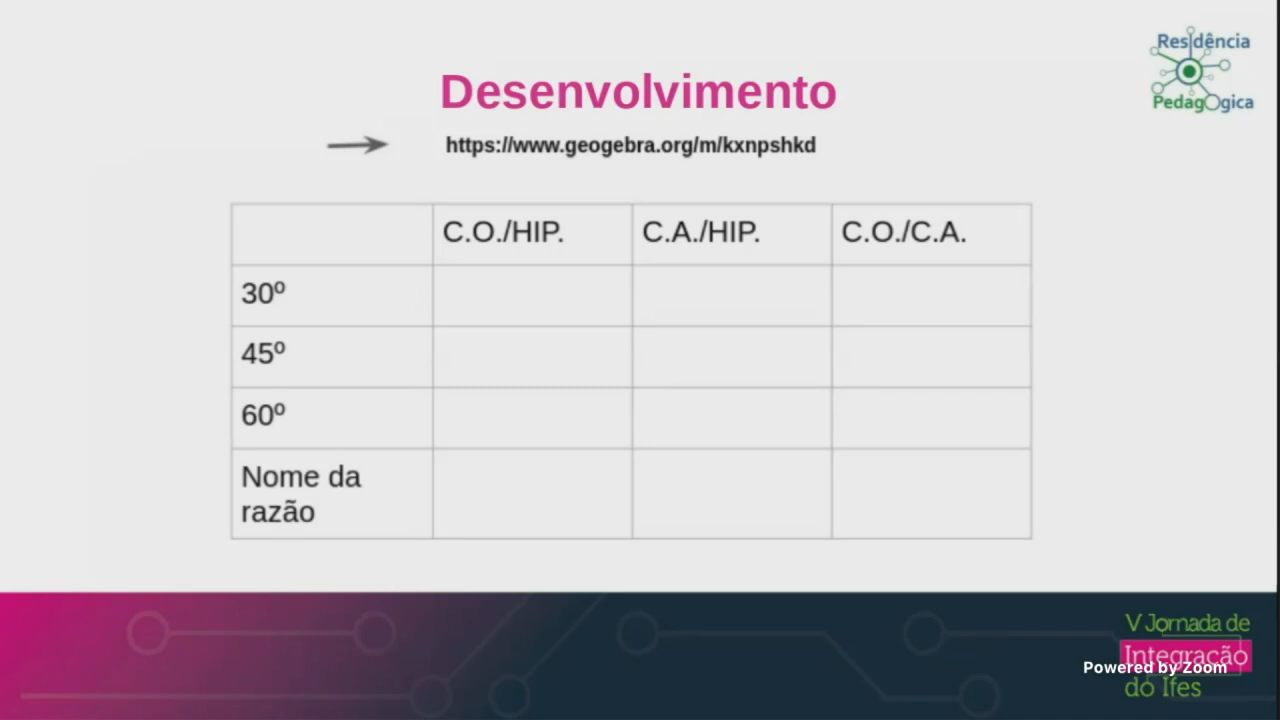 Residência
PedagOgica
Desenvolvimento
https://www.geogebra.org/m/kxnpshkd
C.O./HIP. C.A./HIP. C.O./C.A.
30º
45º
60º
Nome da
razão
V Jornada de
Integração
Powered by Zoom
do Ifes